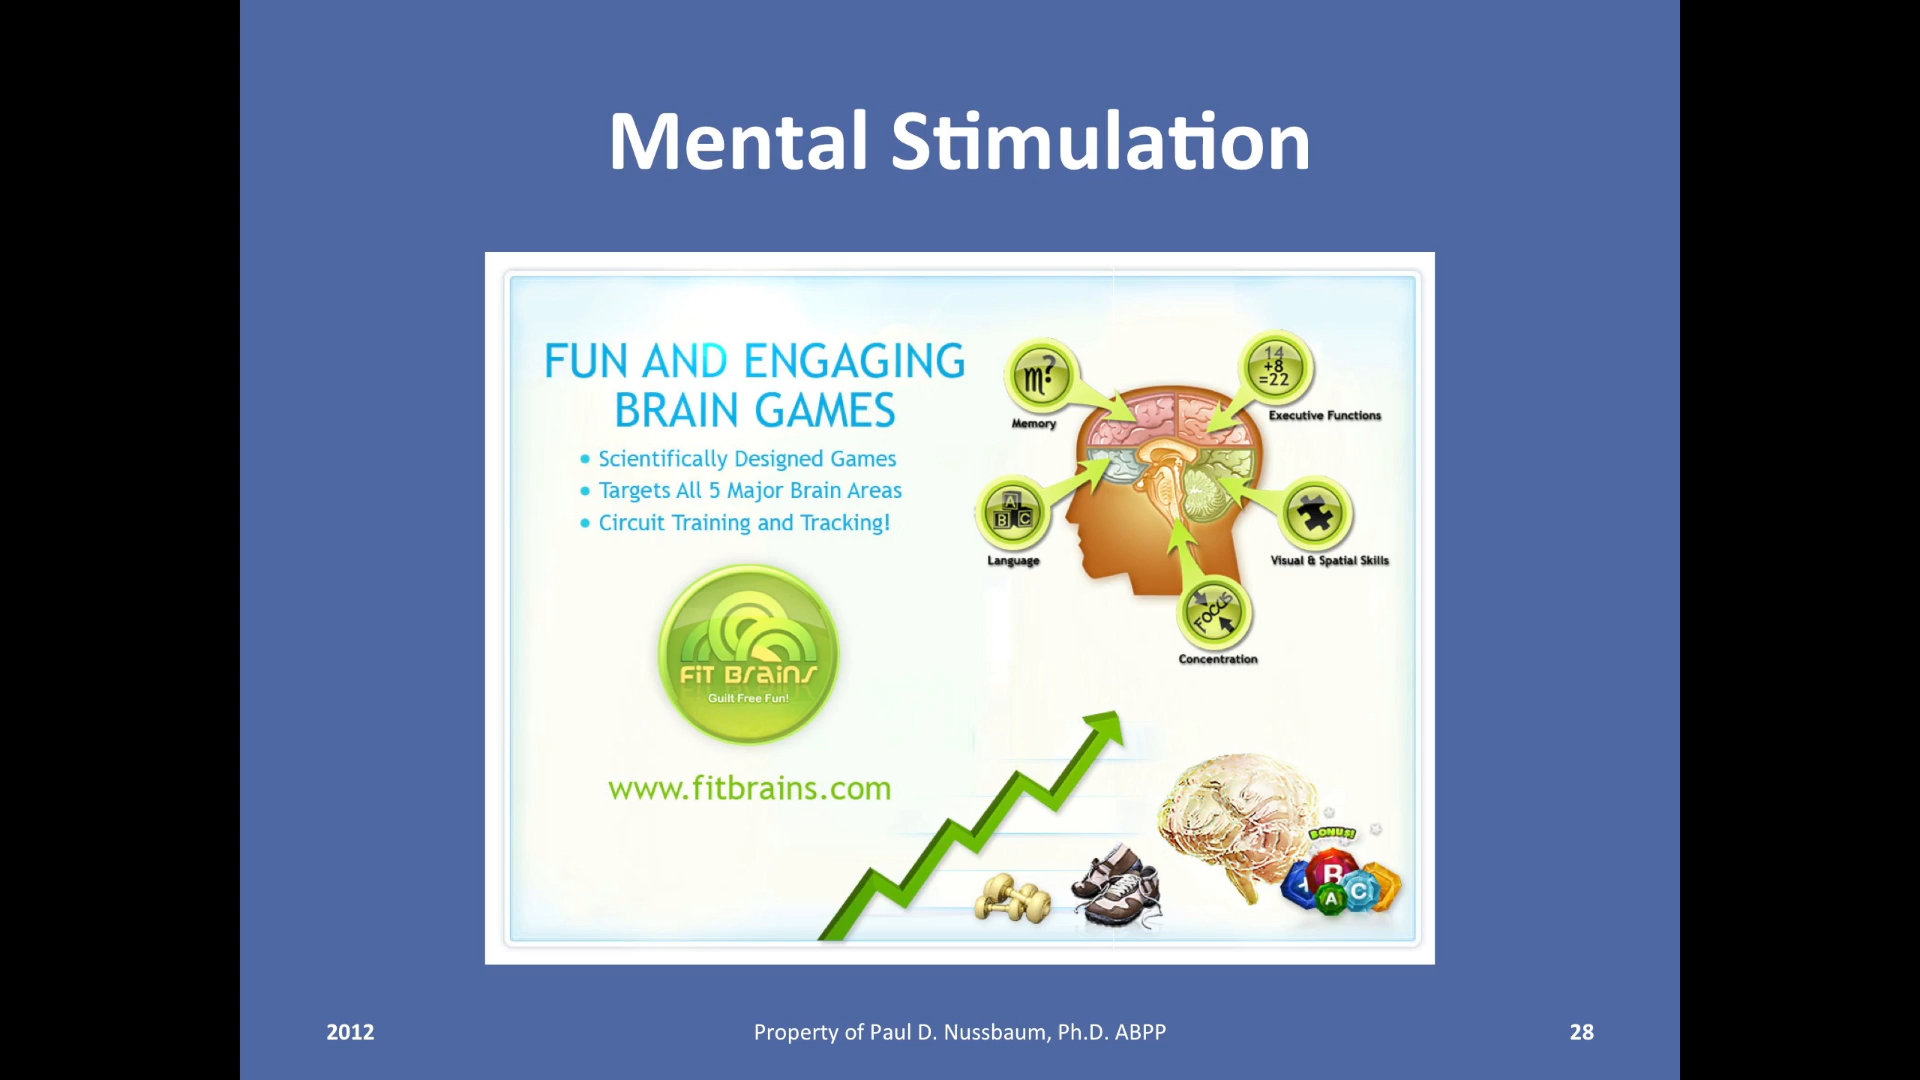 Mental Stimulation
FUN AND ENGAGING
BRAIN GAMES
• Scientifically Designed Games
• Targets All 5 Major Brain Areas
• Circuit Training and Tracking!
FiT BrainS
Guilt Free Fun!
www.fitbrains.com
m?
Memory
14
+8
=22
Executive Functions
A
B C
Language
Visual & Spatial Skills
FOCUS
Concentration
BONUS!
B
A C
2012
Property of Paul D. Nussbaum, Ph.D. ABPP
28